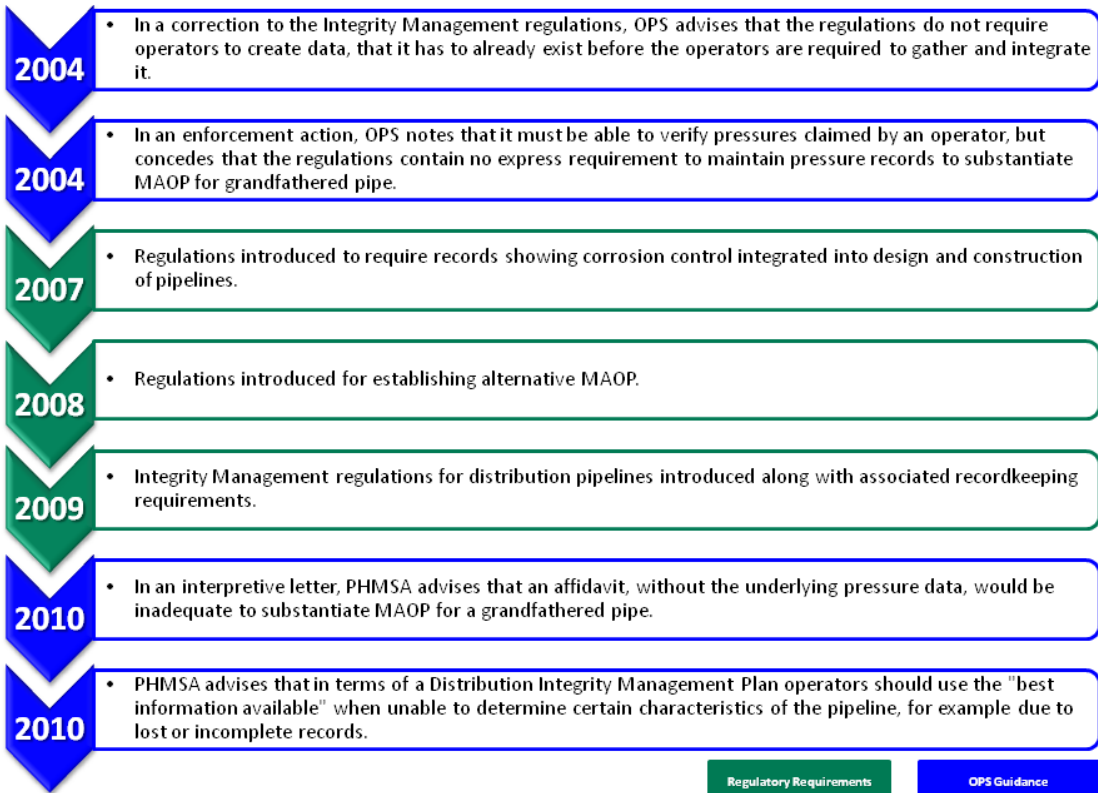 2004
• In a correction to the Integrity Management regulations, OPS advises that the regulations do not require
operators to create data, that it has to already exist before the operators are required to gather and integrate
it.
2004
• In an enforcement action, OPS notes that it must be able to verify pressures claimed by an operator, but
concedes that the regulations contain no express requirement to maintain pressure records to substantiate
MAOP for grandfathered pipe.
2007
• Regulations introduced to require records showing corrosion control integrated into design and construction
of pipelines.
2008
• Regulations introduced for establishing alternative MAOP.
2009
• Integrity Management regulations for distribution pipelines introduced along with associated recordkeeping
requirements.
2010
• In an interpretive letter, PHMSA advises that an affidavit, without the underlying pressure data, would be
inadequate to substantiate MAOP for a grandfathered pipe.
2010
• PHMSA advises that in terms of a Distribution Integrity Management Plan operators should use the "best
information available" when unable to determine certain characteristics of the pipeline, for example due to
lost or incomplete records.
Regulatory Requirements
OPS Guidance